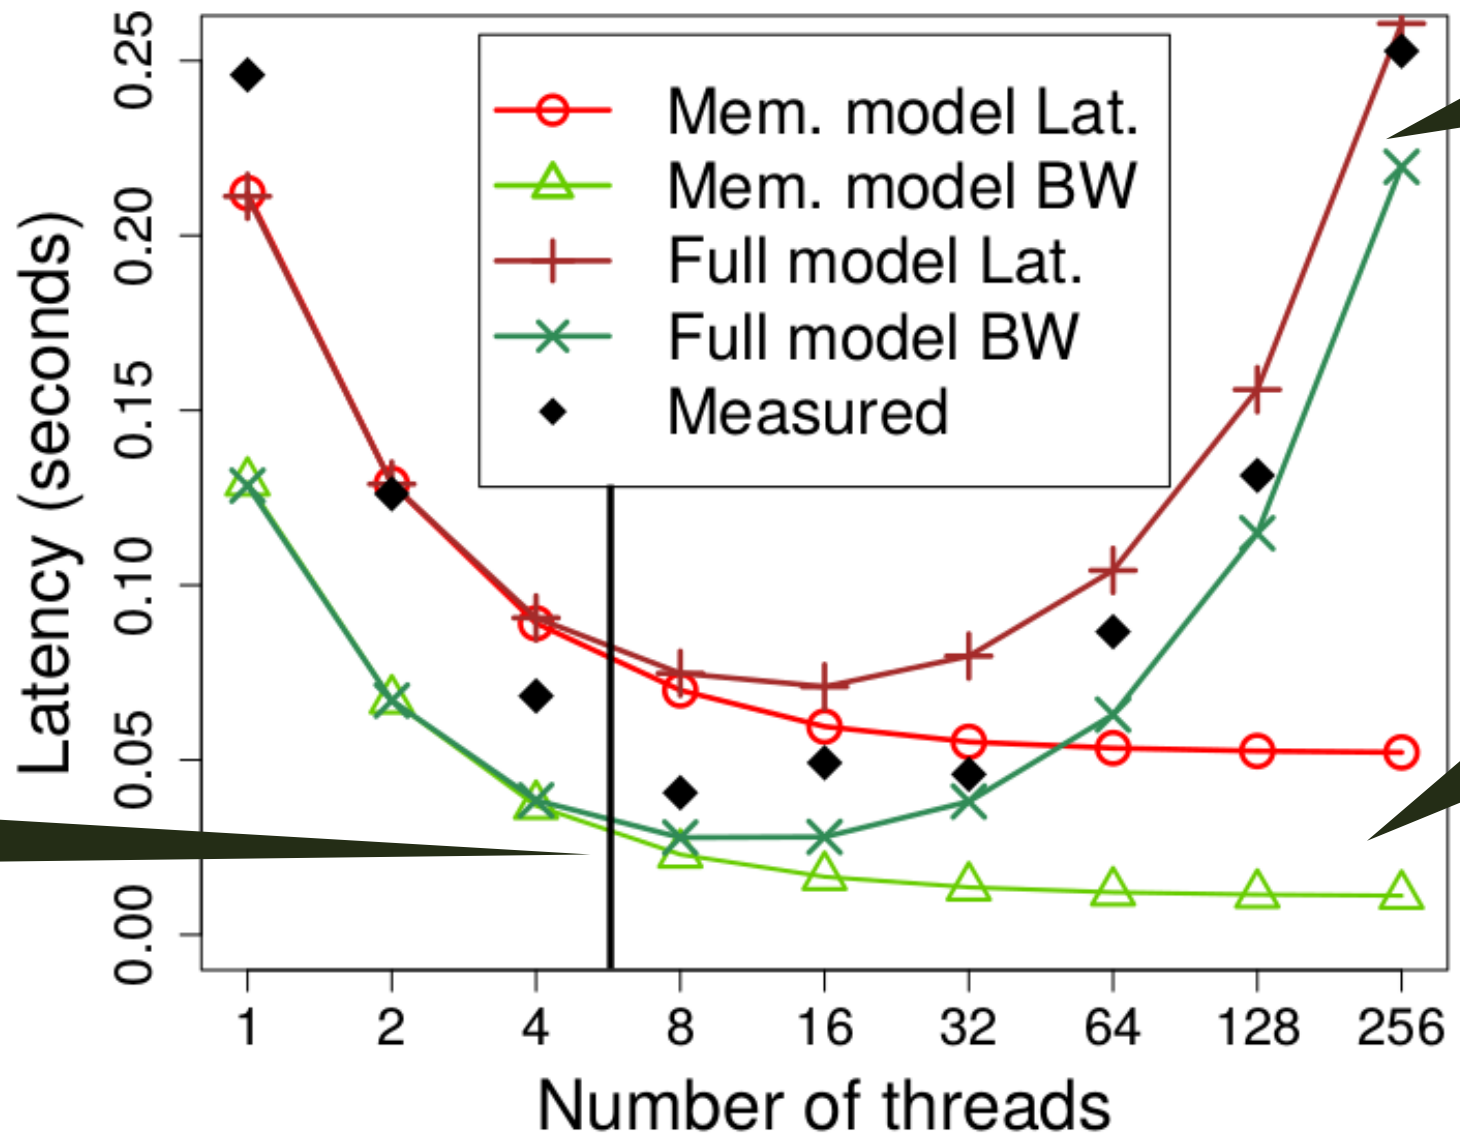 Mem. model Lat.
Mem. model BW
Full model Lat.
Full model BW
Measured
Latency (seconds)
0.25
0.20
0.15
0.10
0.05
0.00
1 2 4 8 16 32 64 128 256
Number of threads